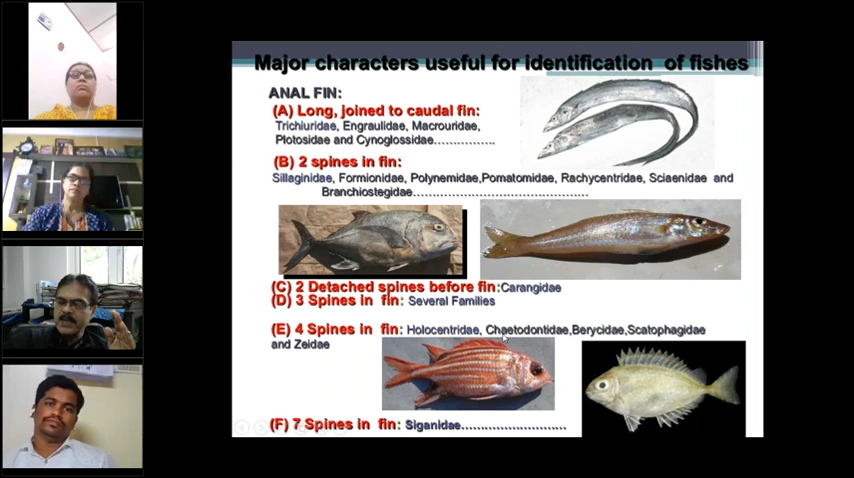 Major characters useful for identification of fishes
ANAL FIN:
(A) Long, joined to caudal fin:
Trichiuridae, Engraulidae, Macrouridae,
Plotosidae and Cynoglossidae……………..
(B) 2 spines in fin:
Sillaginidae, Formionidae, Polynemidae,Pomatomidae, Rachycentridae, Sciaenidae and
Branchiostegidae……………………………………………
(C) 2 Detached spines before fin:Carangidae
(D) 3 Spines in fin: Several Families
(E) 4 Spines in fin: Holocentridae, Chaetodontidae,Berycidae,Scatophagidae
and Zeidae
(F) 7 Spines in fin: Siganidae………………………